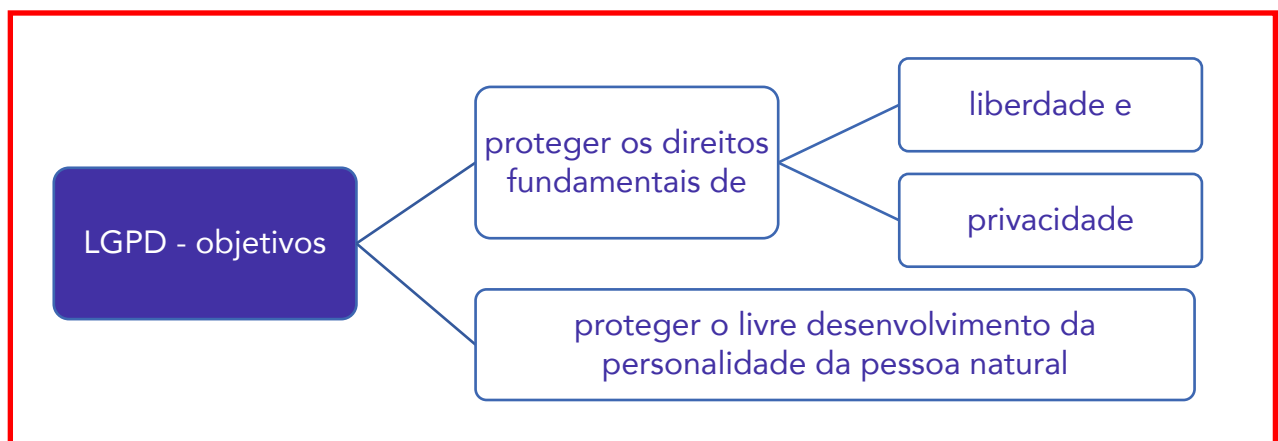 LGPD - objetivos
proteger os direitos
fundamentais de
liberdade e
privacidade
proteger o livre desenvolvimento da
personalidade da pessoa natural